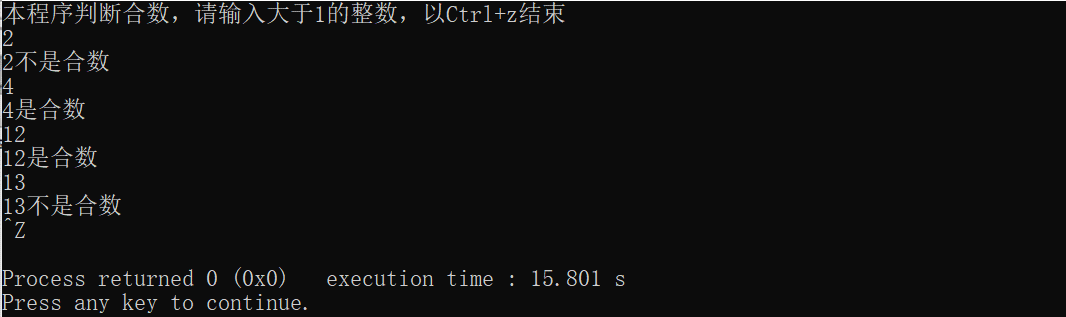 本程序判断合数，请输入大于1的整数，以Ctrl+z结束
2
2不是合数
4
4是合数
12
12是合数
13
13不是合数
^Z
Process returned 0 (0x0)   execution time : 15.801 s
Press any key to continue.